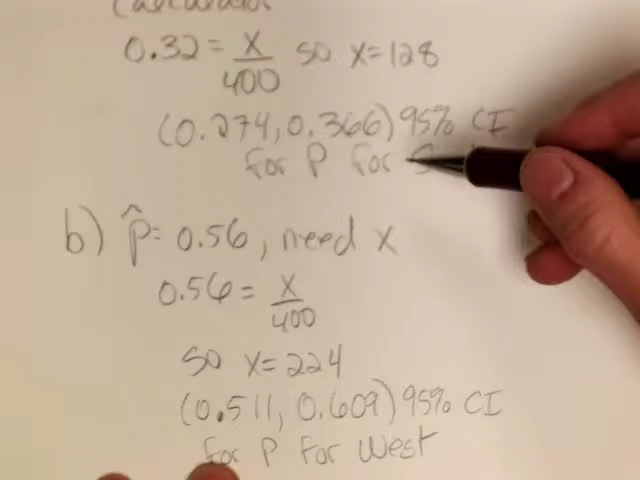 Calculator
0.32 = x/400 so x=128
(0.274, 0.366) 95% CI
for P for
b) p̂= 0.56, need x
0.56 = x/400
so x=224
(0.511, 0.609) 95% CI
for P for West